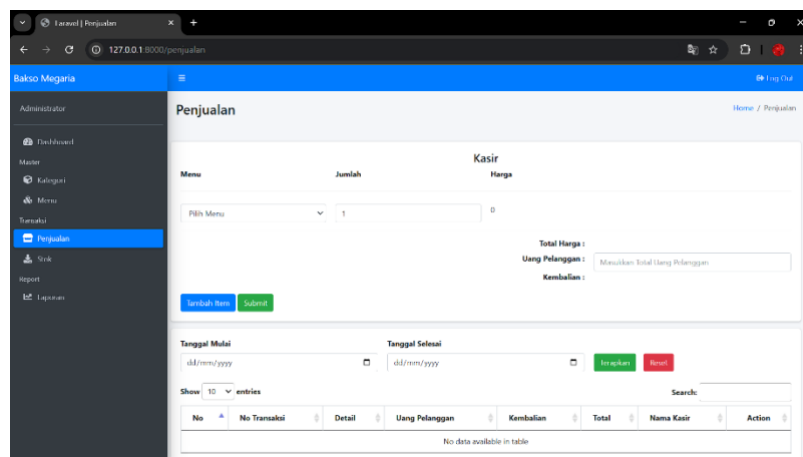 Laravel | Penjualan
127.0.0.1:8000/penjualan
Bakso Megaria
Log Out
Administrator
Penjualan
Home / Penjualan
Dashboard
Master
Kategori
Menu
Transaksi
Penjualan
Stok
Report
Laporan
Kasir
Menu Jumlah Harga
Pilih Menu 1 0
Total Harga :
Uang Pelanggan : Masukkan Total Uang Pelanggan
Kembalian :
Tambah Item Submit
Tanggal Mulai Tanggal Selesai
dd/mm/yyyy dd/mm/yyyy Terapkan Reset
Show 10 entries Search:
No No Transaksi Detail Uang Pelanggan Kembalian Total Nama Kasir Action
No data available in table